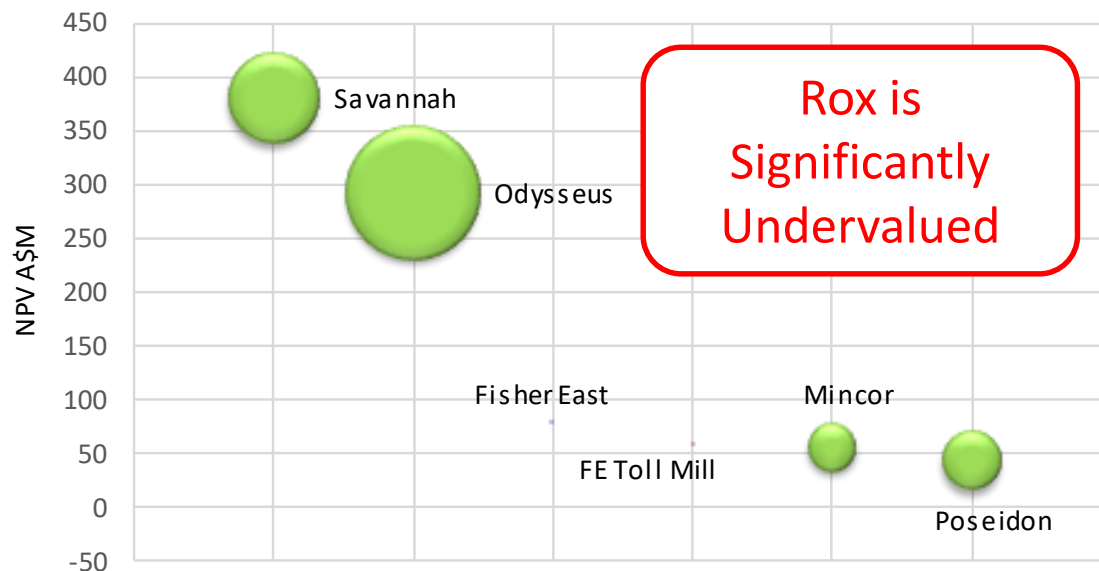 450
400
350
300
250
200
150
100
50
0
-50
NPV A$M
Savannah
Odysseus
Fisher East
FE Toll Mill
Mincor
Poseidon
Rox is
Significantly
Undervalued